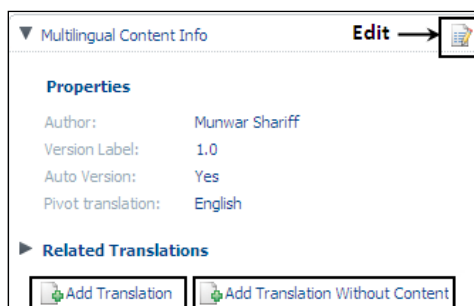 Multilingual Content Info Edit
Properties
Author: Munwar Shariff
Version Label: 1.0
Auto Version: Yes
Pivot translation: English
Related Translations
Add Translation Add Translation Without Content